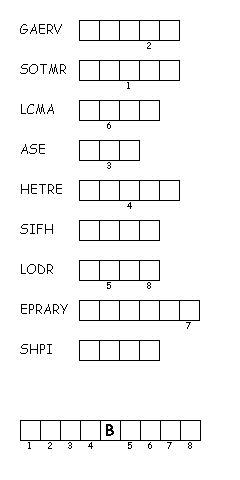 GAERV
2
SOTMR
1
LCMA
6
ASE
3
HETRE
4
SIFH
LODR
5 8
EPRARY
7
SHPI
B
1 2 3 4 5 6 7 8